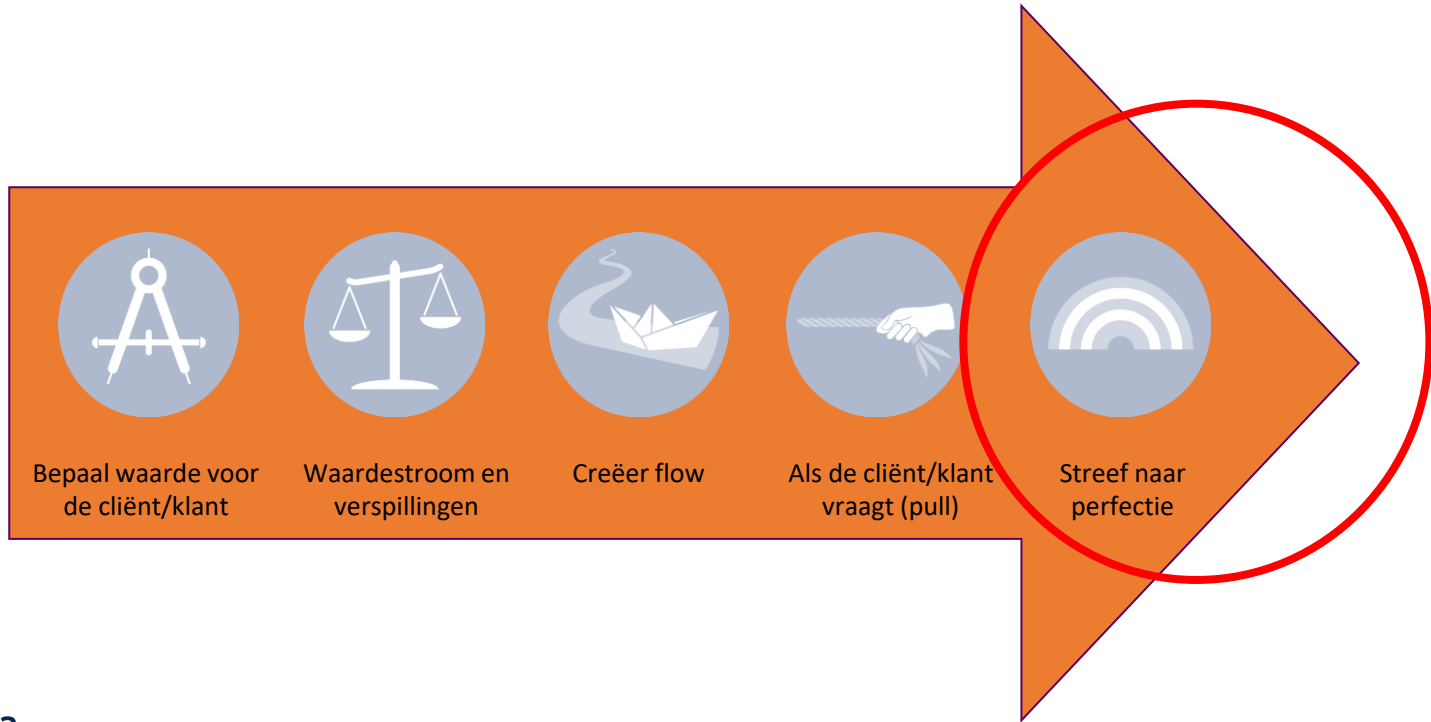 Bepaal waarde voor
de cliënt/klant
Waardestroom en
verspillingen
Creëer flow
Als de cliënt/klant
vraagt (pull)
Streef naar
perfectie